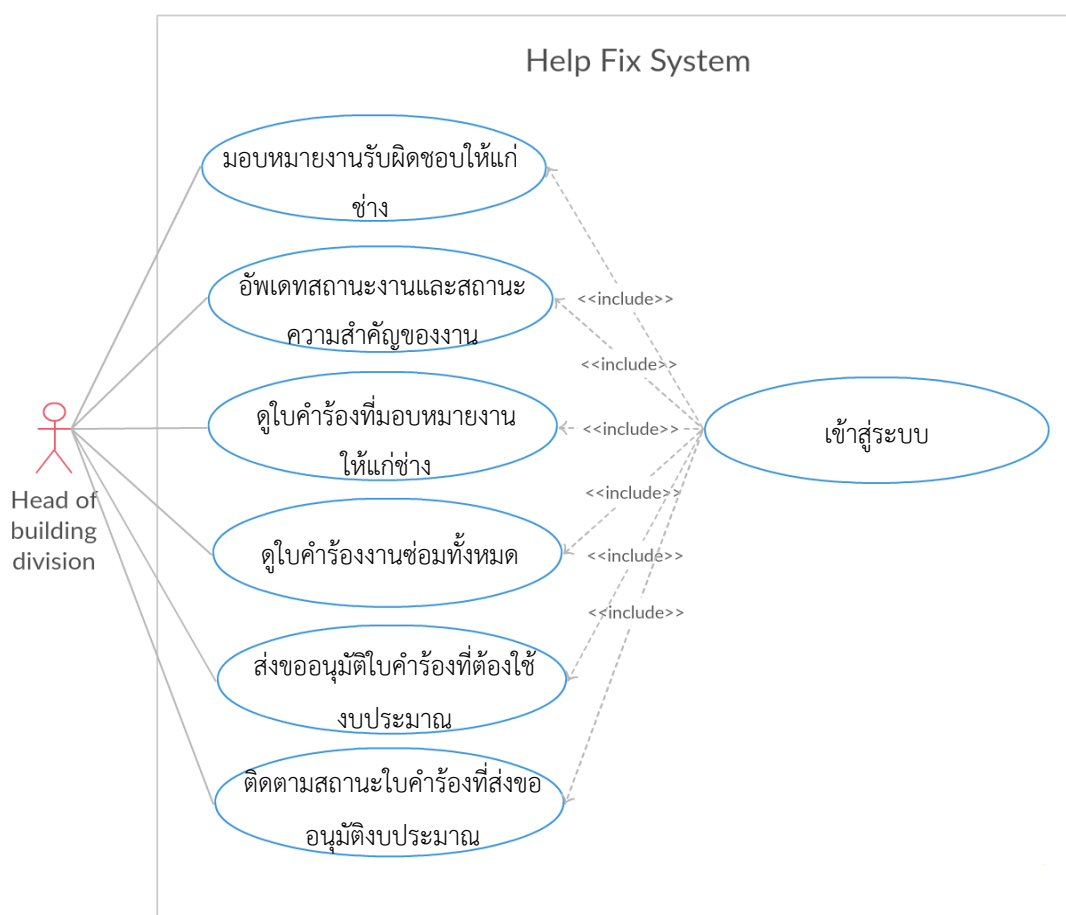 Help Fix System
มอบหมายงานรับผิดชอบให้แก่
ช่าง
อัพเดทสถานะงานและสถานะ
ความสำคัญของงาน
<<include>>
<<include>>
ดูใบคำร้องที่มอบหมายงาน
ให้แก่ช่าง
<<include>>
เข้าสู่ระบบ
Head of
building
division
<<include>>
ดูใบคำร้องงานซ่อมทั้งหมด
<<include>>
<<include>>
ส่งขออนุมัติใบคำร้องที่ต้องใช้
งบประมาณ
ติดตามสถานะใบคำร้องที่ส่งขอ
อนุมัติงบประมาณ